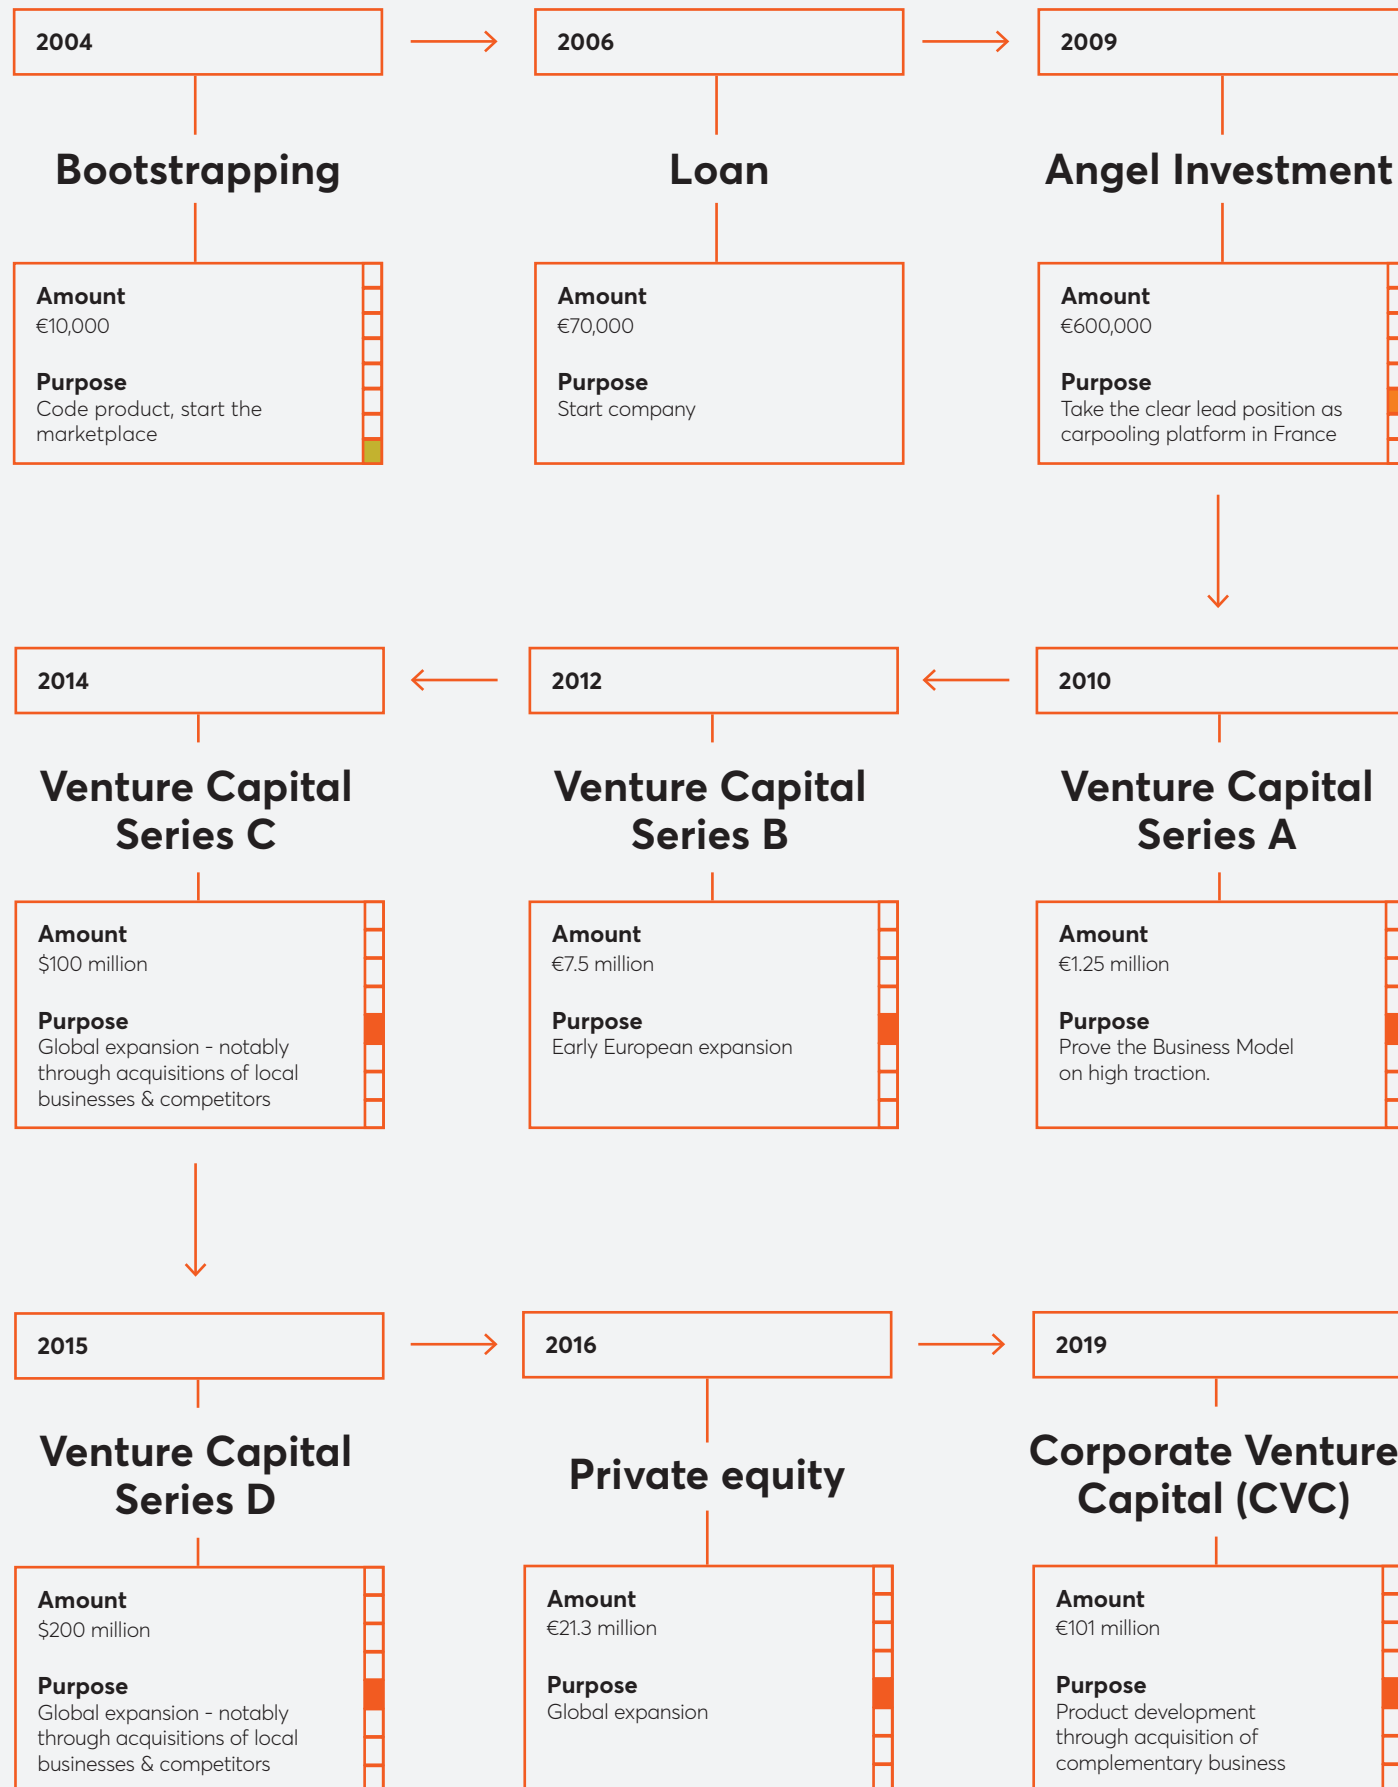 2004
Bootstrapping
Amount
€10,000
Purpose
Code product, start the
marketplace
2006
Loan
Amount
€70,000
Purpose
Start company
2009
Angel Investment
Amount
€600,000
Purpose
Take the clear lead position as
carpooling platform in France
2010
Venture Capital
Series A
Amount
€1.25 million
Purpose
Prove the Business Model
on high traction.
2012
Venture Capital
Series B
Amount
€7.5 million
Purpose
Early European expansion
2014
Venture Capital
Series C
Amount
$100 million
Purpose
Global expansion - notably
through acquisitions of local
businesses & competitors
2015
Venture Capital
Series D
Amount
$200 million
Purpose
Global expansion - notably
through acquisitions of local
businesses & competitors
2016
Private equity
Amount
€21.3 million
Purpose
Global expansion
2019
Corporate Venture
Capital (CVC)
Amount
€101 million
Purpose
Product development
through acquisition of
complementary business